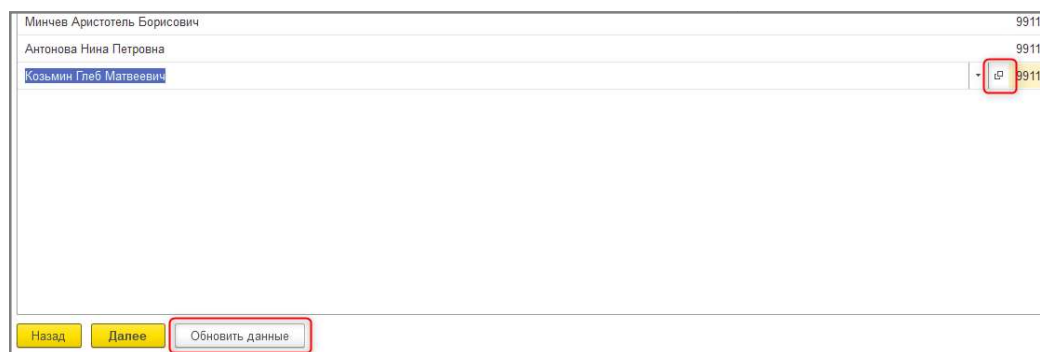 Минчев Аристотель Борисович 9911
Антонова Нина Петровна 9911
Козьмин Глеб Матвеевич 9911
Назад Далее Обновить данные